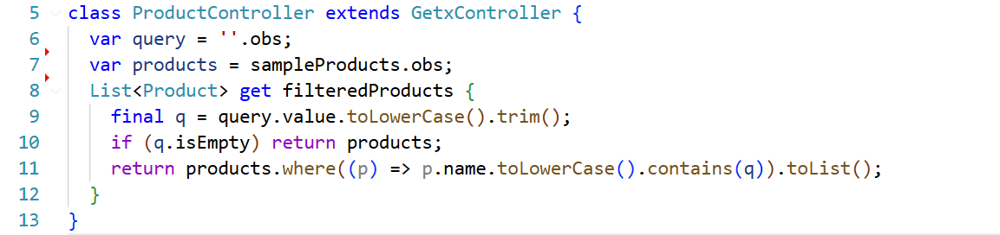 5 class ProductController extends GetxController {
6 var query = ''.obs;
7 var products = sampleProducts.obs;
8 List<Product> get filteredProducts {
9 final q = query.value.toLowerCase().trim();
10 if (q.isEmpty) return products;
11 return products.where((p) => p.name.toLowerCase().contains(q)).toList();
12 }
13 }